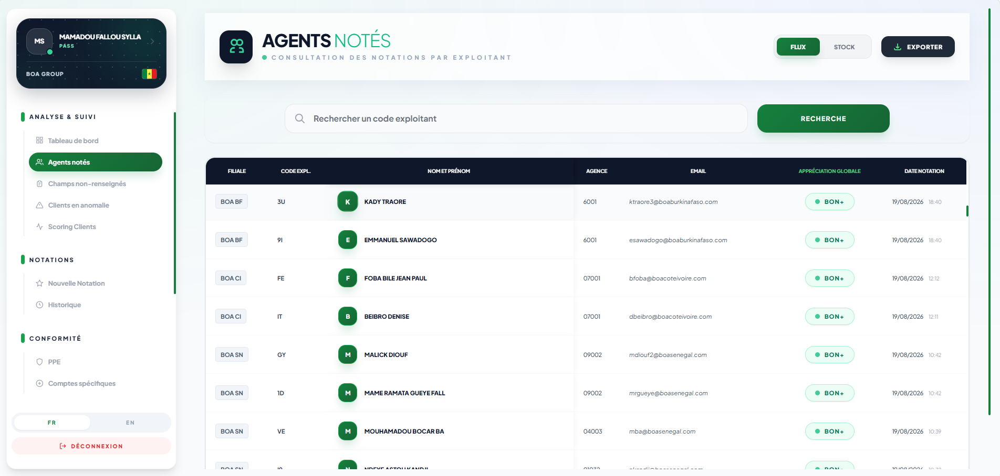 MS
MAMADOU FALLOU SYLLA
PASS
BOA GROUP
ANALYSE & SUIVI
Tableau de bord
Agents notés
Champs non-renseignés
Clients en anomalie
Scoring Clients
NOTATIONS
Nouvelle Notation
Historique
CONFORMITÉ
PPE
Comptes spécifiques
FR EN
DÉCONNEXION
AGENTS NOTÉS
CONSULTATION DES NOTATIONS PAR EXPLOITANT
FLUX STOCK EXPORTER
Rechercher un code exploitant RECHERCHE
FILIALE CODE EXPL. NOM ET PRÉNOM AGENCE EMAIL APPRÉCIATION GLOBALE DATE NOTATION
BOA BF 3U K KADY TRAORE 6001 ktraore3@boaburkinafaso.com BON+ 19/08/2026 18:40
BOA BF 9I E EMMANUEL SAWADOGO 6001 esawadogo@boaburkinafaso.com BON+ 19/08/2026 18:40
BOA CI FE F FOBA BILE JEAN PAUL 07001 bfoba@boacoteivoire.com BON+ 19/08/2026 12:12
BOA CI IT B BEIBRO DENISE 07001 dbeibro@boacoteivoire.com BON+ 19/08/2026 12:11
BOA SN GY M MALICK DIOUF 09002 mdiouf2@boasenegal.com BON+ 19/08/2026 10:42
BOA SN 1D M MAME RAMATA GUEYE FALL 09002 mrgueye@boasenegal.com BON+ 19/08/2026 10:42
BOA SN VE M MOUHAMADOU BOCAR BA 04003 mba@boasenegal.com BON+ 19/08/2026 10:39